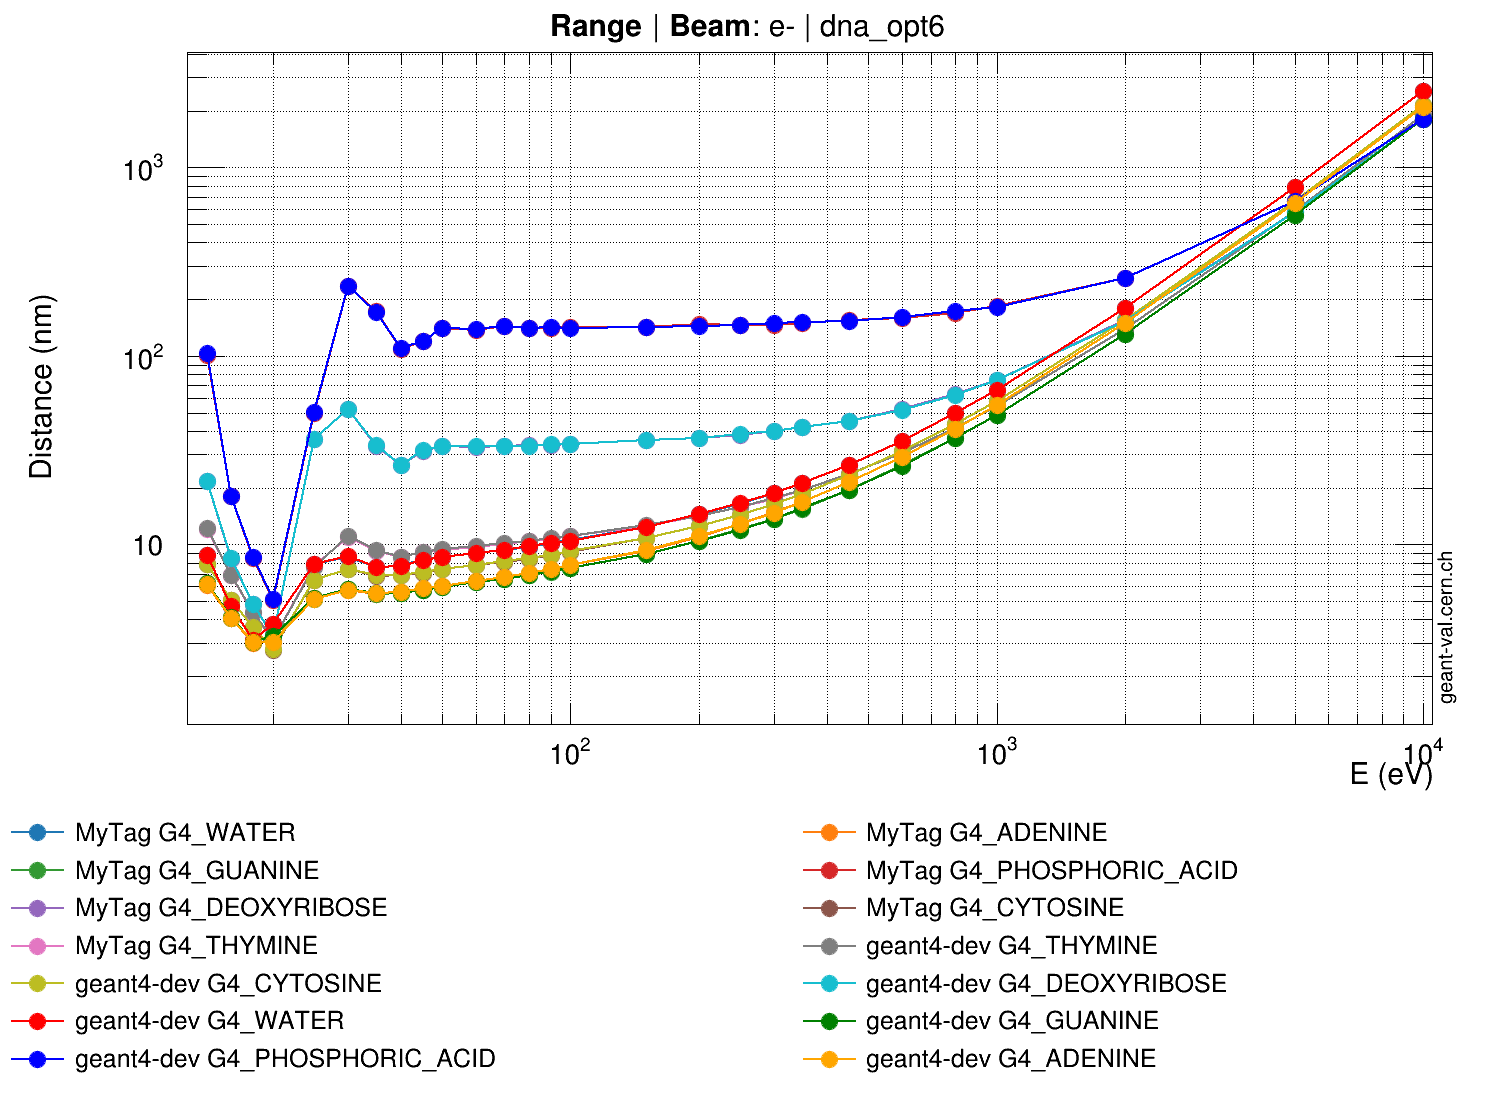 Range | Beam: e- | dna_opt6
Distance (nm)
10³
10²
10
10²
10³
10⁴
E (eV)
geant-val.cern.ch
MyTag G4_WATER
MyTag G4_ADENINE
MyTag G4_GUANINE
MyTag G4_PHOSPHORIC_ACID
MyTag G4_DEOXYRIBOSE
MyTag G4_CYTOSINE
MyTag G4_THYMINE
geant4-dev G4_THYMINE
geant4-dev G4_CYTOSINE
geant4-dev G4_DEOXYRIBOSE
geant4-dev G4_WATER
geant4-dev G4_GUANINE
geant4-dev G4_PHOSPHORIC_ACID
geant4-dev G4_ADENINE